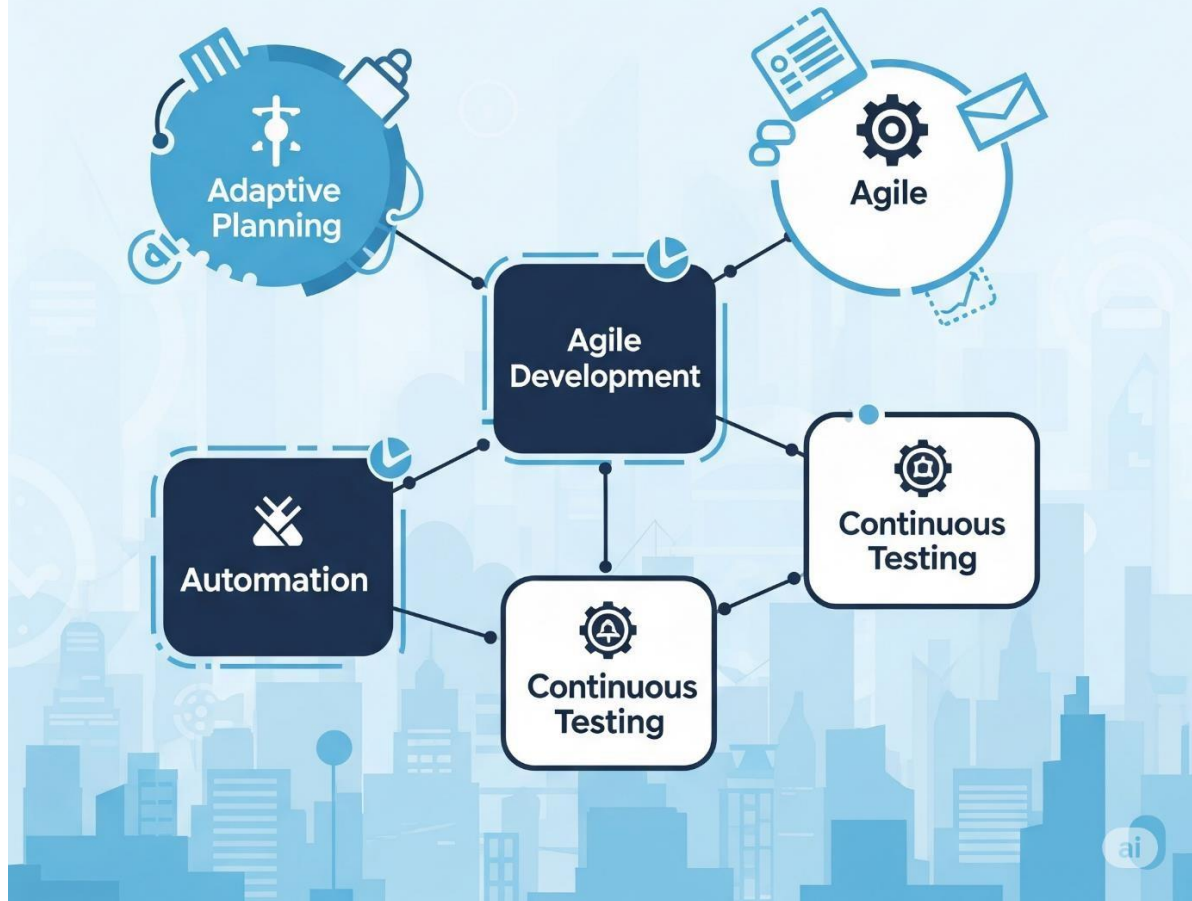 Adaptive
Planning
Agile
Agile
Development
Automation
Continuous
Testing
Continuous
Testing
ai